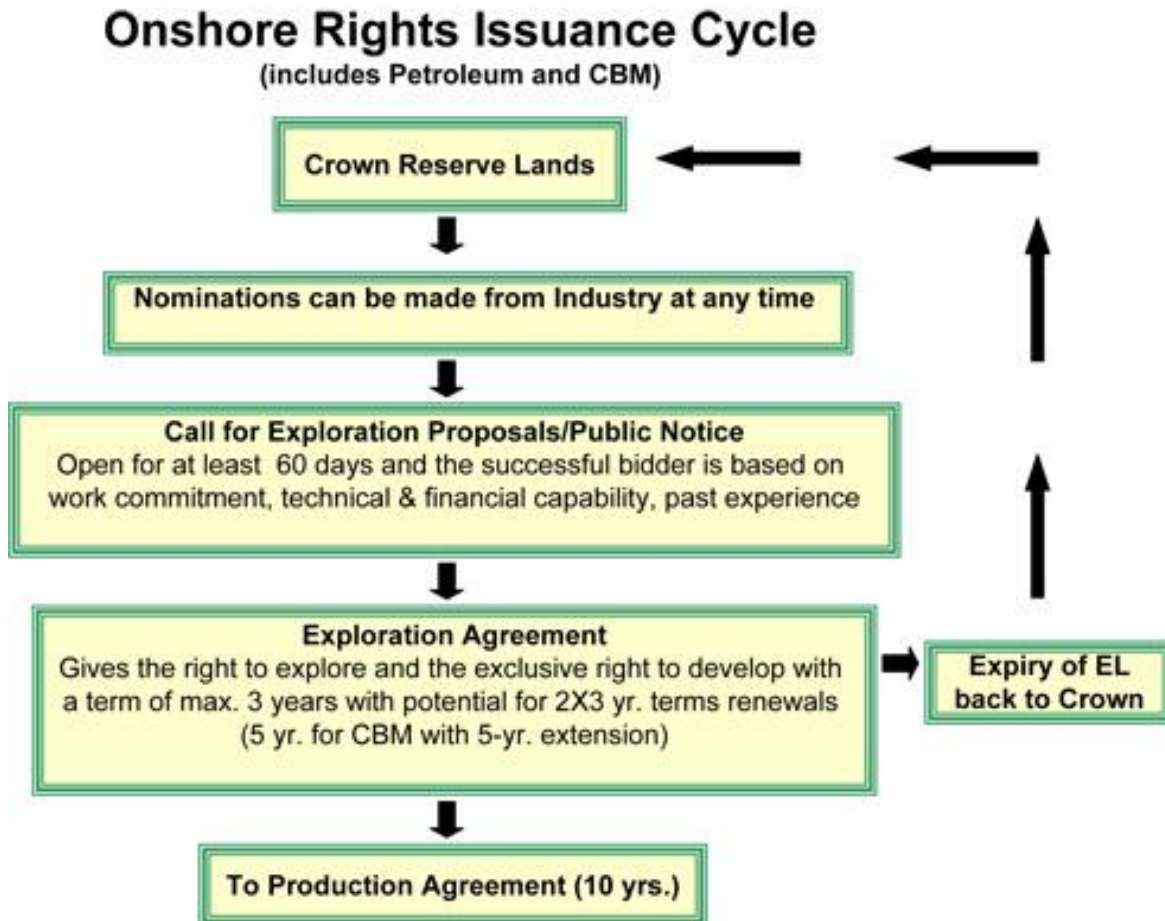 Onshore Rights Issuance Cycle
(includes Petroleum and CBM)
Crown Reserve Lands
Nominations can be made from Industry at any time
Call for Exploration Proposals/Public Notice
Open for at least 60 days and the successful bidder is based on
work commitment, technical & financial capability, past experience
Exploration Agreement
Gives the right to explore and the exclusive right to develop with
a term of max. 3 years with potential for 2X3 yr. terms renewals
(5 yr. for CBM with 5-yr. extension)
Expiry of EL
back to Crown
To Production Agreement (10 yrs.)